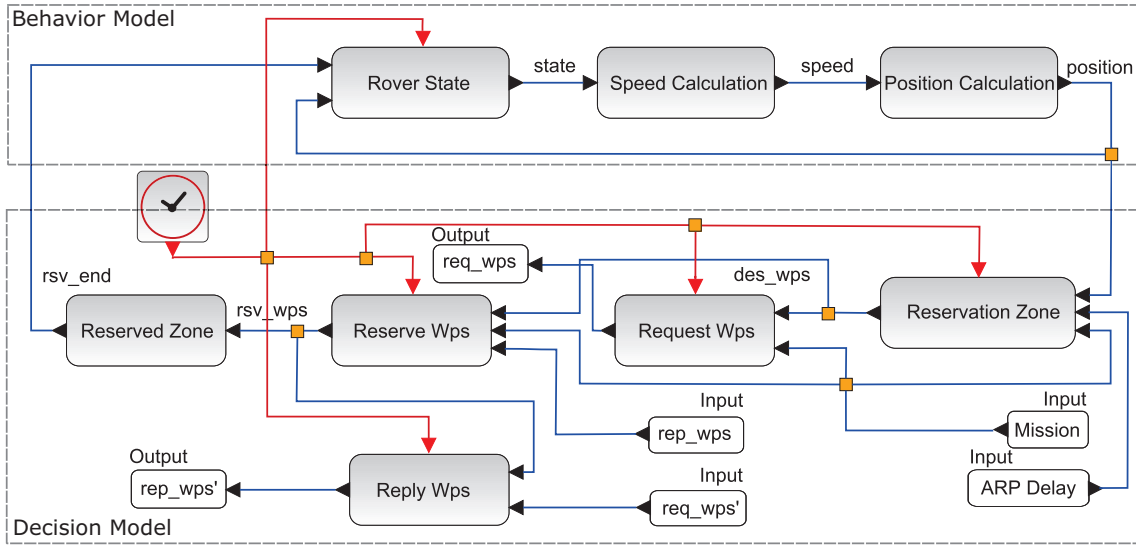 Behavior Model
Rover State
state
Speed Calculation
speed
Position Calculation
position
Output
req_wps
des_wps
rsv_end
rsv_wps
Reserved Zone
Reserve Wps
Request Wps
Reservation Zone
Input
rep_wps
Input
Mission
Output
rep_wps'
Reply Wps
Input
req_wps'
Input
ARP Delay
Decision Model